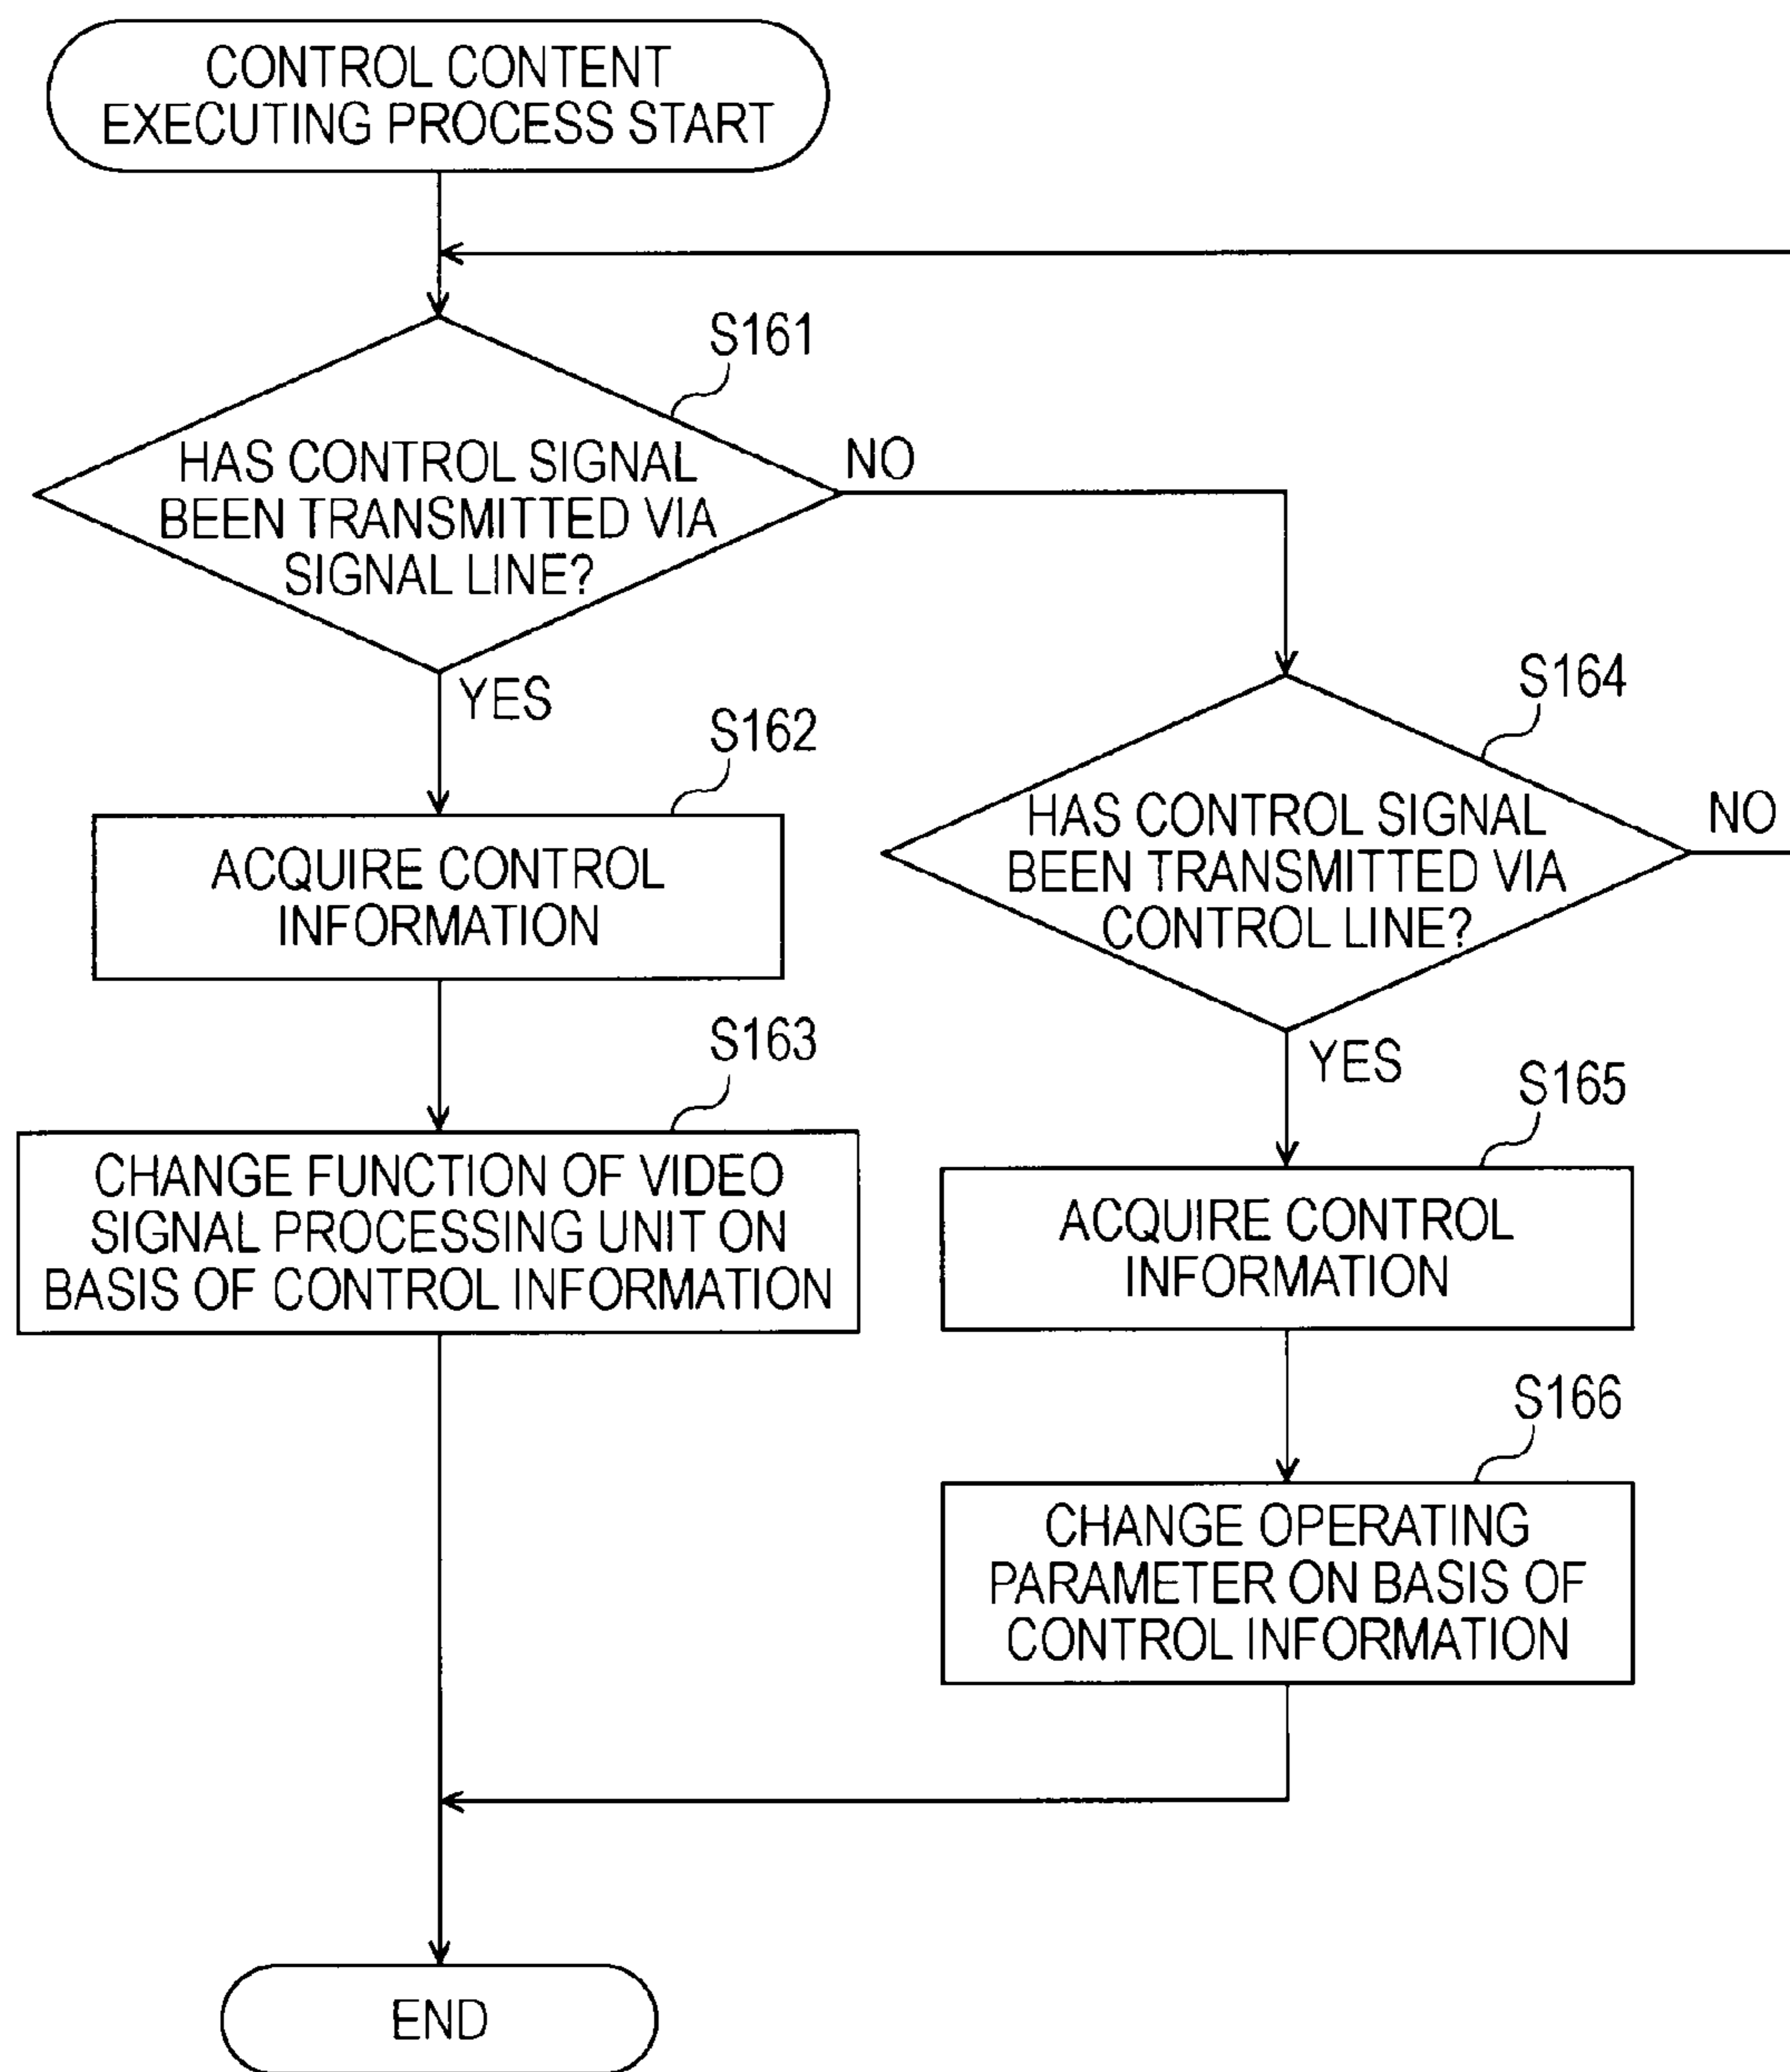 CONTROL CONTENT
EXECUTING PROCESS START
S161
HAS CONTROL SIGNAL
BEEN TRANSMITTED VIA
SIGNAL LINE?
NO
YES
S162
ACQUIRE CONTROL
INFORMATION
S163
CHANGE FUNCTION OF VIDEO
SIGNAL PROCESSING UNIT ON
BASIS OF CONTROL INFORMATION
S164
HAS CONTROL SIGNAL
BEEN TRANSMITTED VIA
CONTROL LINE?
NO
YES
S165
ACQUIRE CONTROL
INFORMATION
S166
CHANGE OPERATING
PARAMETER ON BASIS OF
CONTROL INFORMATION
END